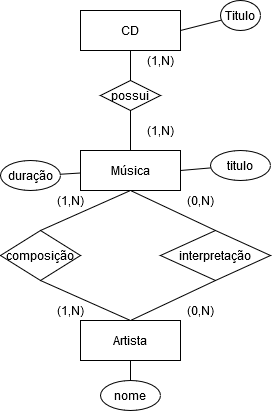 CD
Titulo
(1,N)
possui
(1,N)
duração
Música
titulo
(1,N)
(0,N)
composição
interpretação
(1,N)
(0,N)
Artista
nome